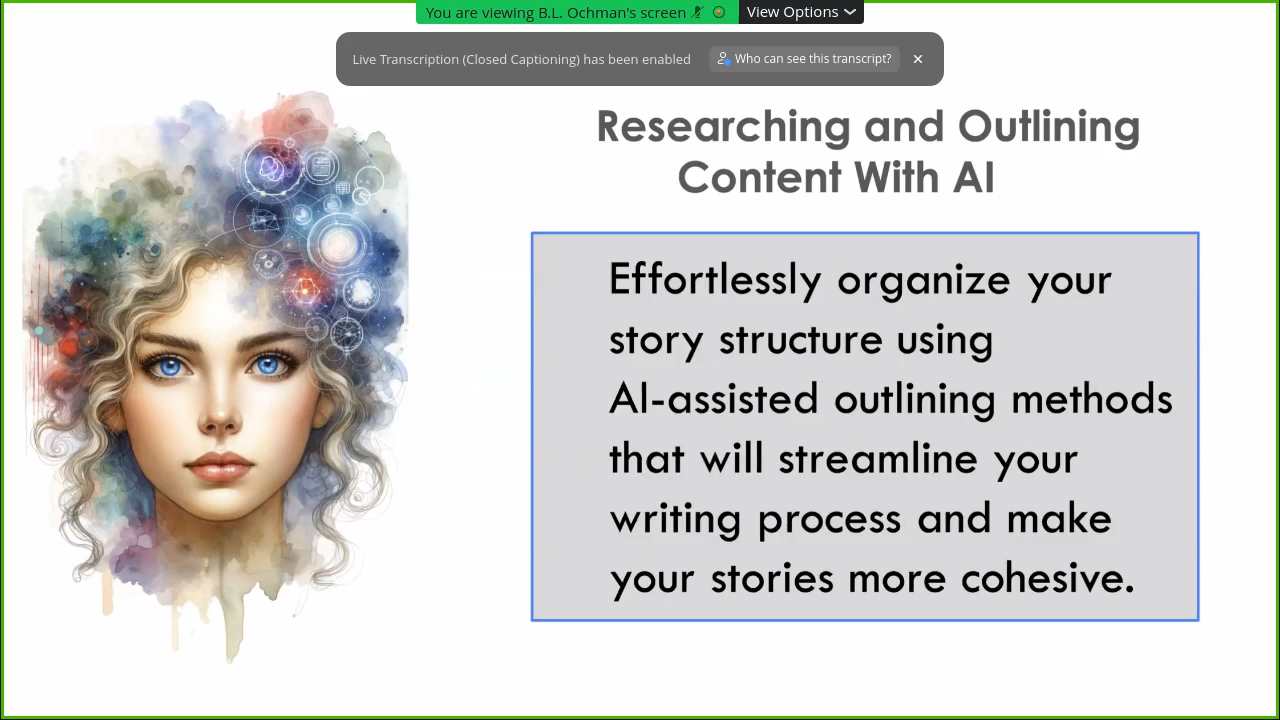 You are viewing B.L. Ochman's screen
View Options
Live Transcription (Closed Captioning) has been enabled
Who can see this transcript?
Researching and Outlining
Content With AI
Effortlessly organize your
story structure using
AI-assisted outlining methods
that will streamline your
writing process and make
your stories more cohesive.